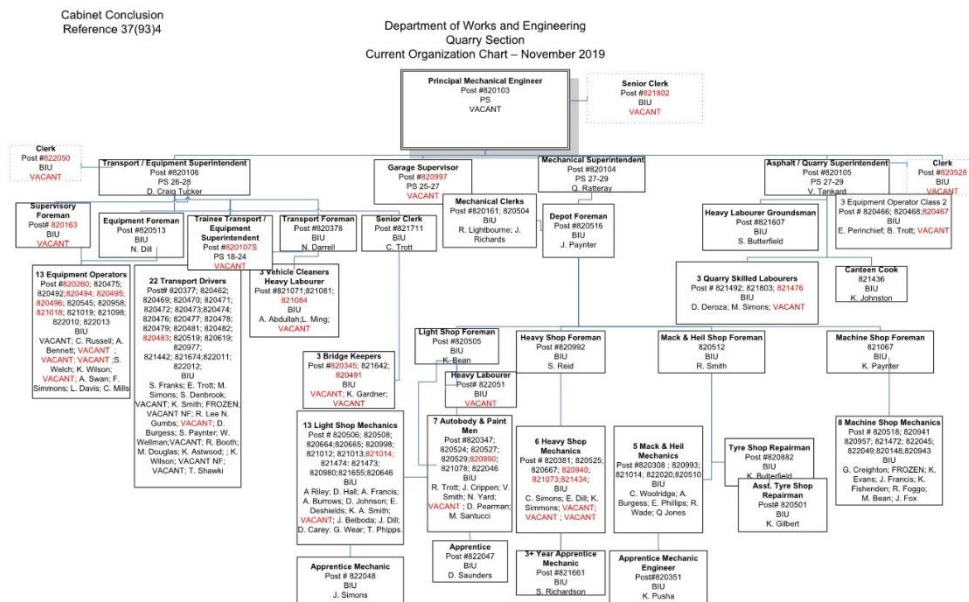 Cabinet Conclusion
Reference 37(93)4
Department of Works and Engineering
Quarry Section
Current Organization Chart – November 2019
Principal Mechanical Engineer
Post #820103
PS
VACANT
Senior Clerk
Post #821802
BIU
VACANT
Clerk
Post #822050
BIU
VACANT
Transport / Equipment Superintendent
Post #820106
PS 26-28
D. Craig Tucker
Garage Supervisor
Post #820997
PS 25-27
VACANT
Mechanical Superintendent
Post #820104
PS 27-29
Q. Ratteray
Asphalt / Quarry Superintendent
Post #820105
PS 27-29
V. Tankard
Clerk
Post #820528
BIU
VACANT
Supervisory
Foreman
Post# 820163
BIU
VACANT
Equipment Foreman
Post #820513
BIU
N. Dill
Trainee Transport /
Equipment
Superintendent
Post #820107S
PS 18-24
VACANT
Transport Foreman
Post #820378
BIU
N. Darrell
Senior Clerk
Post #821711
BIU
C. Trott
Mechanical Clerks
Post #820161; 820504
BIU
R. Lightbourne; J.
Richards
Depot Foreman
Post #820516
BIU
J. Paynter
Heavy Labourer Groundsman
Post #821607
BIU
S. Butterfield
3 Equipment Operator Class 2
Post # 820466; 820468;820467
BIU
E. Perinchief; B. Trott; VACANT
13 Equipment Operators
Post #820260; 820475;
820492;820494; 820495;
820496; 820545; 820958;
821018; 821019; 821098;
822010; 822013
BIU
VACANT; C. Russell; A.
Bennett; VACANT ;
VACANT; VACANT ;S.
Welch; K. Wilson;
VACANT; A. Swan; F.
Simmons; L. Davis; C. Mills
22 Transport Drivers
Post# 820377; 820462;
820469; 820470; 820471;
820472; 820473;820474;
820476; 820477; 820478;
820479; 820481; 820482;
820483; 820519; 820619;
820977;
821442; 821674;822011;
822012;
BIU
S. Franks; E. Trott; M.
Simons; S. Denbrook;
VACANT; K. Smith; FROZEN;
VACANT NF; R. Lee N.
Gumbs; VACANT; D.
Burgess; S. Paynter; W.
Wellman;VACANT; R. Booth;
M. Douglas; K. Astwood; : K.
Wilson; VACANT NF;
VACANT; T. Shawki
3 Vehicle Cleaners
Heavy Labourer
Post #821071;821081;
821084
BIU
A. Abdullah;L. Ming;
VACANT
3 Quarry Skilled Labourers
Post # 821492; 821803; 821476
BIU
D. Deroza; M. Simons; VACANT
Canteen Cook
821436
BIU
K. Johnston
3 Bridge Keepers
Post #820345; 821642;
820491
BIU
VACANT; K. Gardner;
VACANT
Light Shop Foreman
Post #820505
BIU
K. Bean
Heavy Shop Foreman
Post #820992
BIU
S. Reid
Mack & Heil Shop Foreman
820512
BIU
R. Smith
Machine Shop Foreman
821067
BIU
K. Paynter
Heavy Labourer
Post# 822051
BIU
VACANT
13 Light Shop Mechanics
Post # 820506; 820508;
820664;820665; 820998;
821012; 821013;821014;
821474; 821473;
820980;821655;820646
BIU
A Riley; D. Hall; A. Francis;
A. Burrows; D. Johnson; E.
Deshields; K. A. Smith;
VACANT; J. Belboda; J. Dill;
D. Carey: G. Wear; T. Phipps.
7 Autobody & Paint
Men
Post #820347;
820524; 820527;
820529;820990;
821078; 822046
BIU
R. Trott; J. Crippen; V.
Smith; N. Yard;
VACANT ; D. Pearman;
M. Santucci
6 Heavy Shop
Mechanics
Post # 820381; 820525;
820667; 820940;
821073;821434;
BIU
C. Simons; E. Dill; K.
Simmons; VACANT;
VACANT ; VACANT
5 Mack & Heil
Mechanics
Post #820308 ; 820993;
821014 ; 822020; 820510
BIU
C. Woolridge; A.
Burgess; E. Phillips; R.
Wade; Q Jones
Tyre Shop Repairman
Post #820882
BIU
K. Butterfield
Asst. Tyre Shop
Repairman
Post #820501
BIU
K. Gilbert
8 Machine Shop Mechanics
Post # 820518; 820941
820957; 821472; 822045;
822049;820148;820943
BIU
G. Creighton; FROZEN; K.
Evans; J. Francis; K.
Fishenden; R. Foggo;
M. Bean; J. Fox
Apprentice Mechanic
Post # 822048
BIU
J. Simons
Apprentice
Post #822047
BIU
D. Saunders
3+ Year Apprentice
Mechanic
Post #821661
BIU
S. Richardson
Apprentice Mechanic
Engineer
Post#820351
BIU
K. Pusha